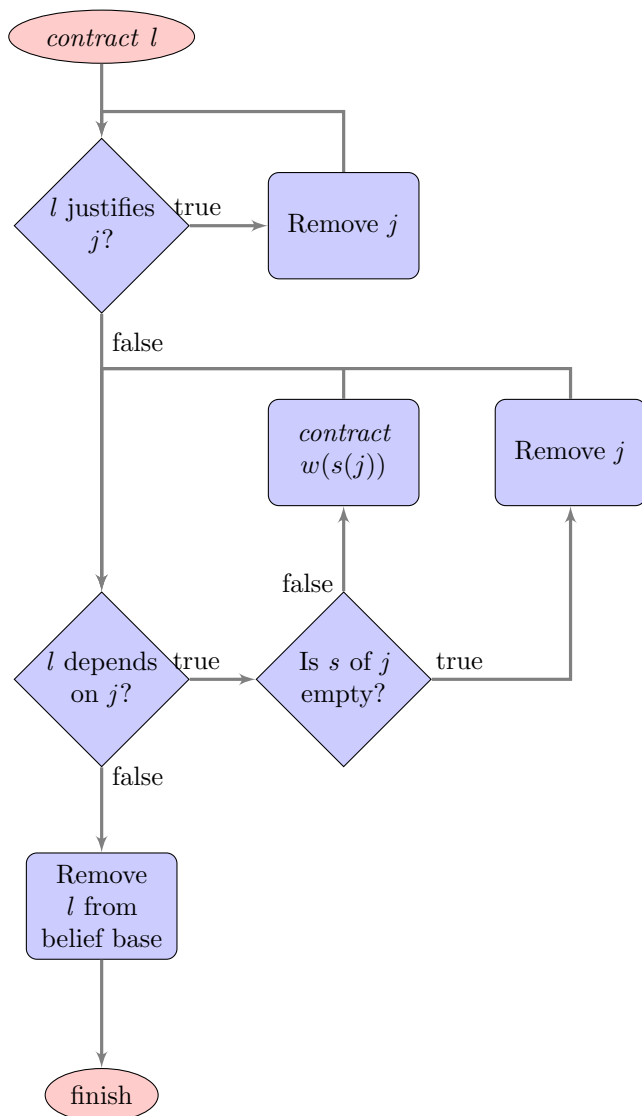 contract l
l justifies
j?
true
Remove j
false
contract
w(s(j))
Remove j
false
l depends
on j?
true
Is s of j
empty?
true
false
Remove
l from
belief base
finish